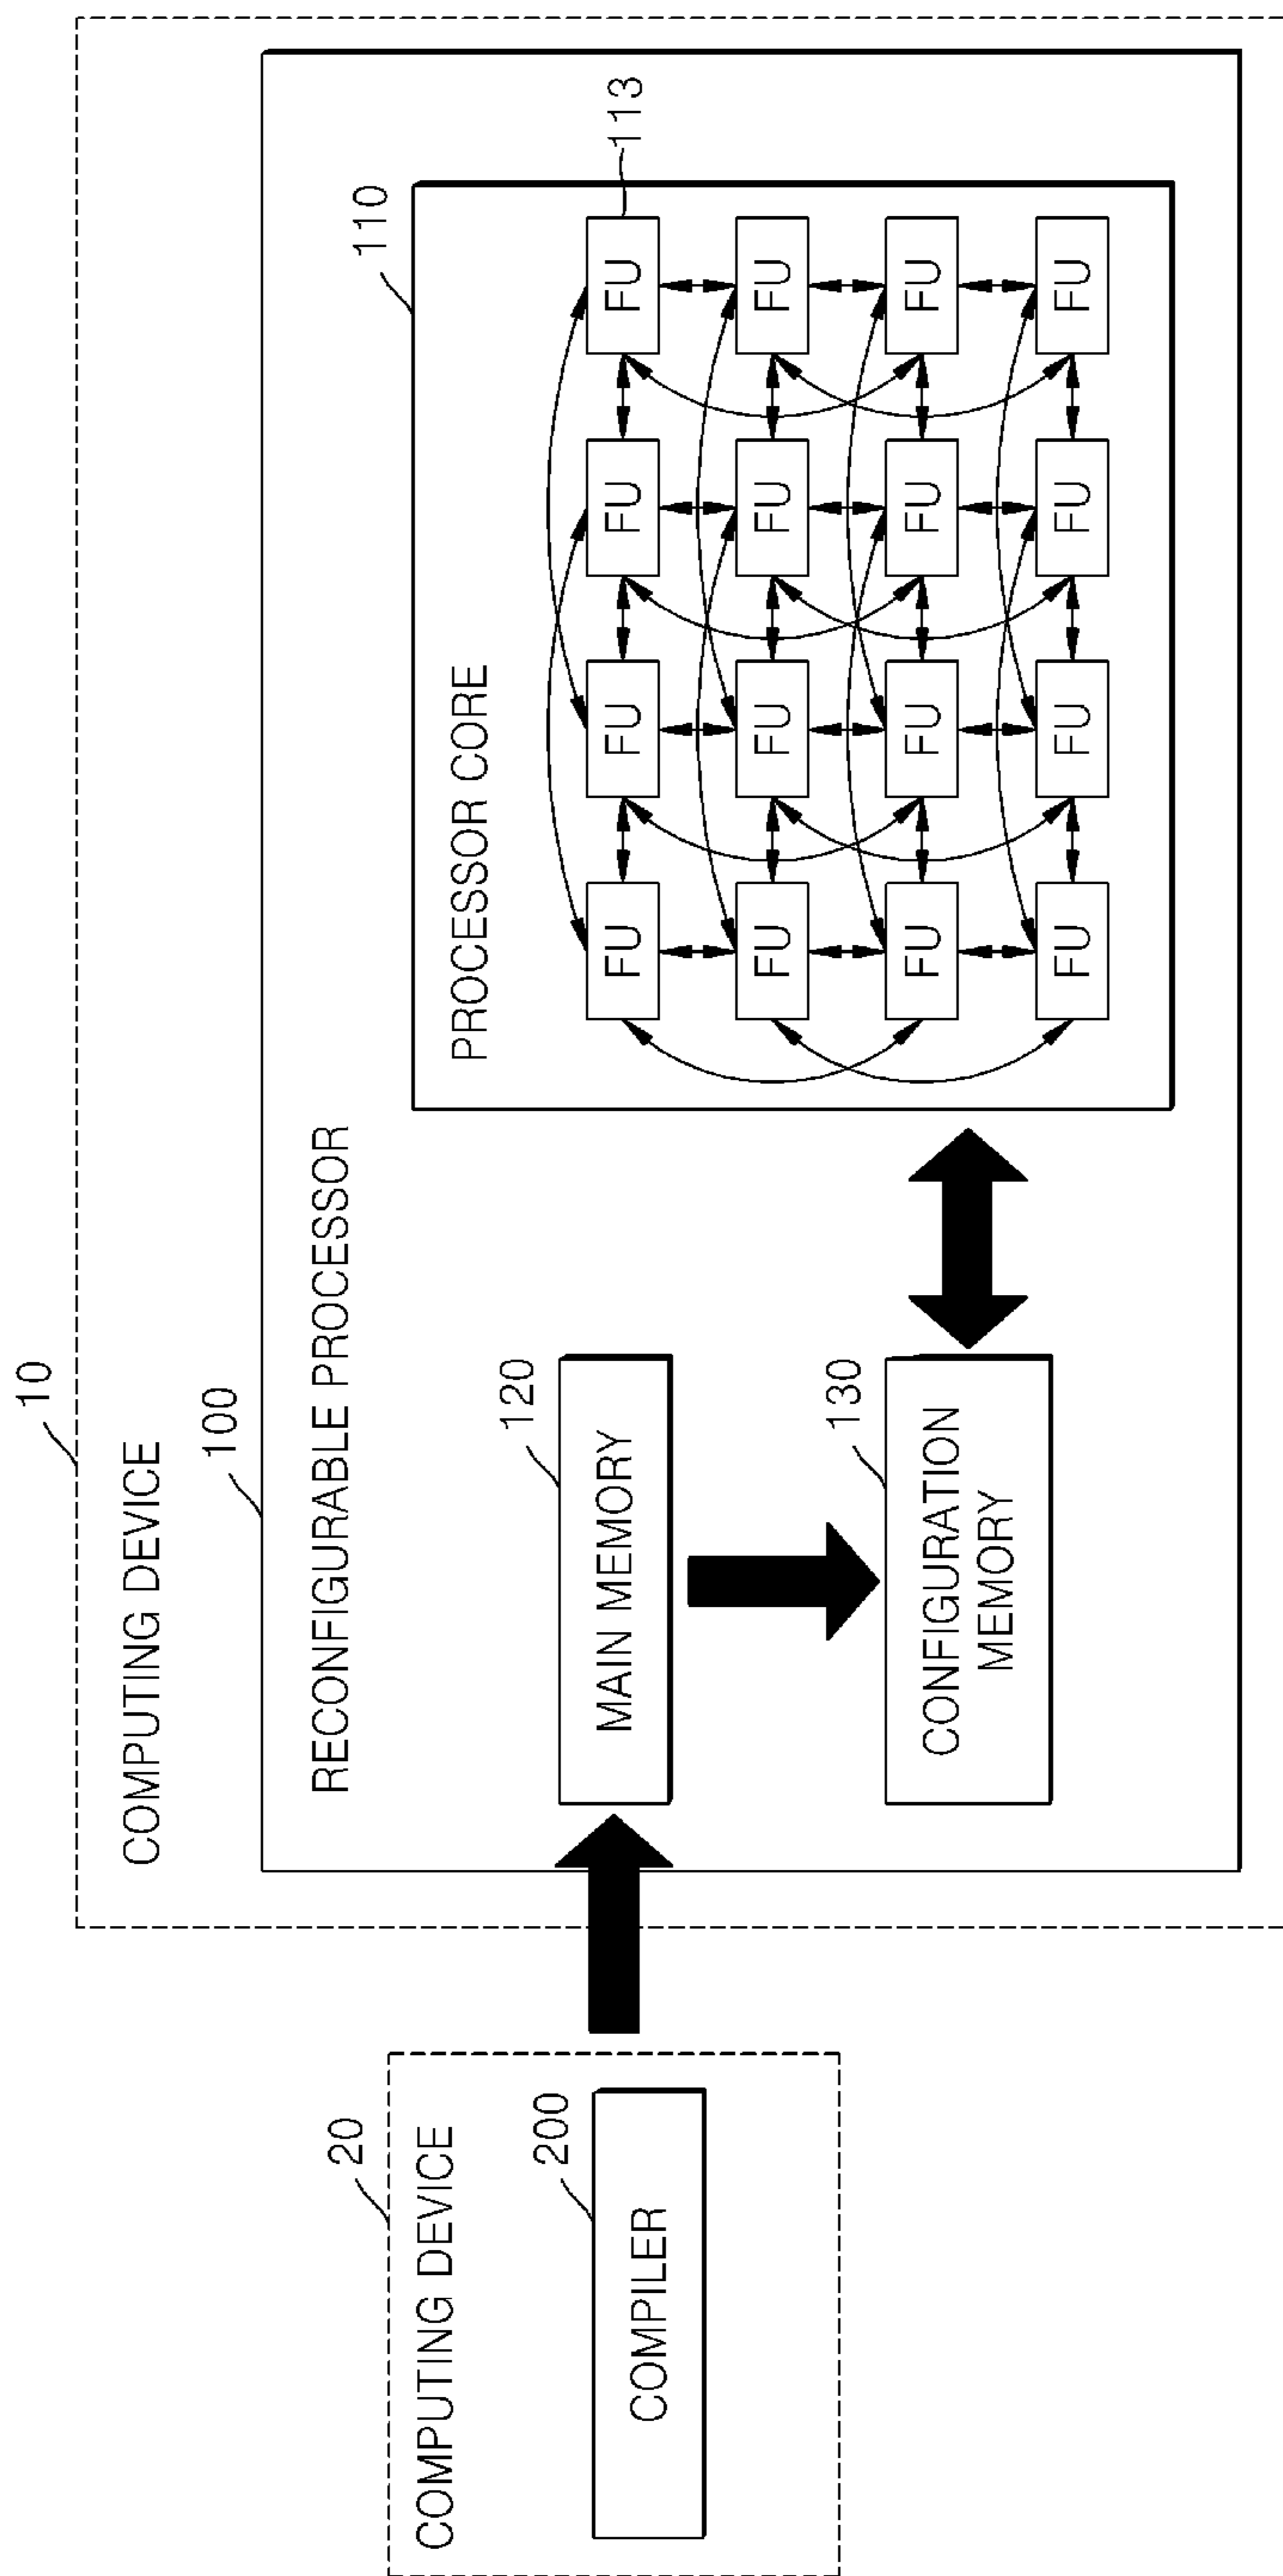 10
COMPUTING DEVICE
100
RECONFIGURABLE PROCESSOR
20
COMPUTING DEVICE
200
COMPILER
120
MAIN MEMORY
130
CONFIGURATION
MEMORY
110
PROCESSOR CORE
113
FU FU FU FU
FU FU FU FU
FU FU FU FU
FU FU FU FU